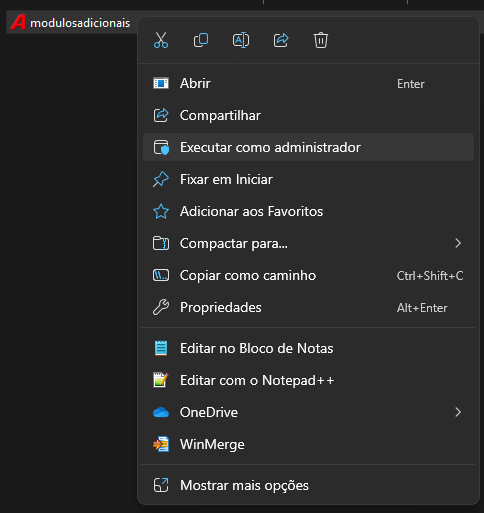 modulosadicionais
Abrir Enter
Compartilhar
Executar como administrador
Fixar em Iniciar
Adicionar aos Favoritos
Compactar para...
Copiar como caminho Ctrl+Shift+C
Propriedades Alt+Enter
Editar no Bloco de Notas
Editar com o Notepad++
OneDrive
WinMerge
Mostrar mais opções